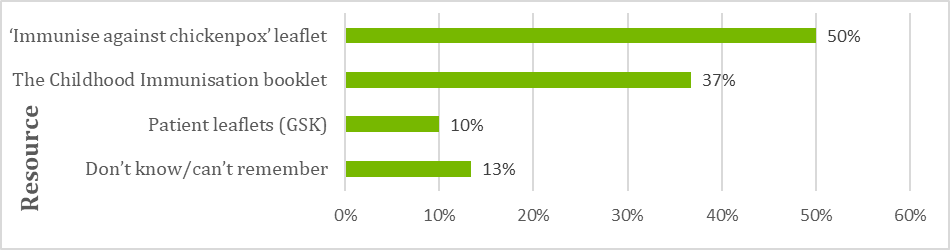 ‘Immunise against chickenpox’ leaflet
50%
The Childhood Immunisation booklet
37%
Patient leaflets (GSK)
10%
Don’t know/can’t remember
13%
Resource
0%
10%
20%
30%
40%
50%
60%